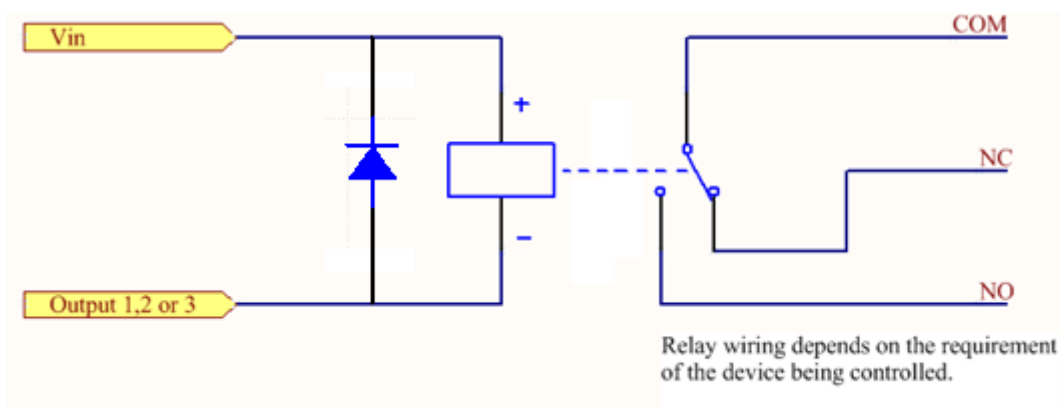 Vin
COM
+
NC
−
Output 1,2 or 3
NO
Relay wiring depends on the requirement
of the device being controlled.